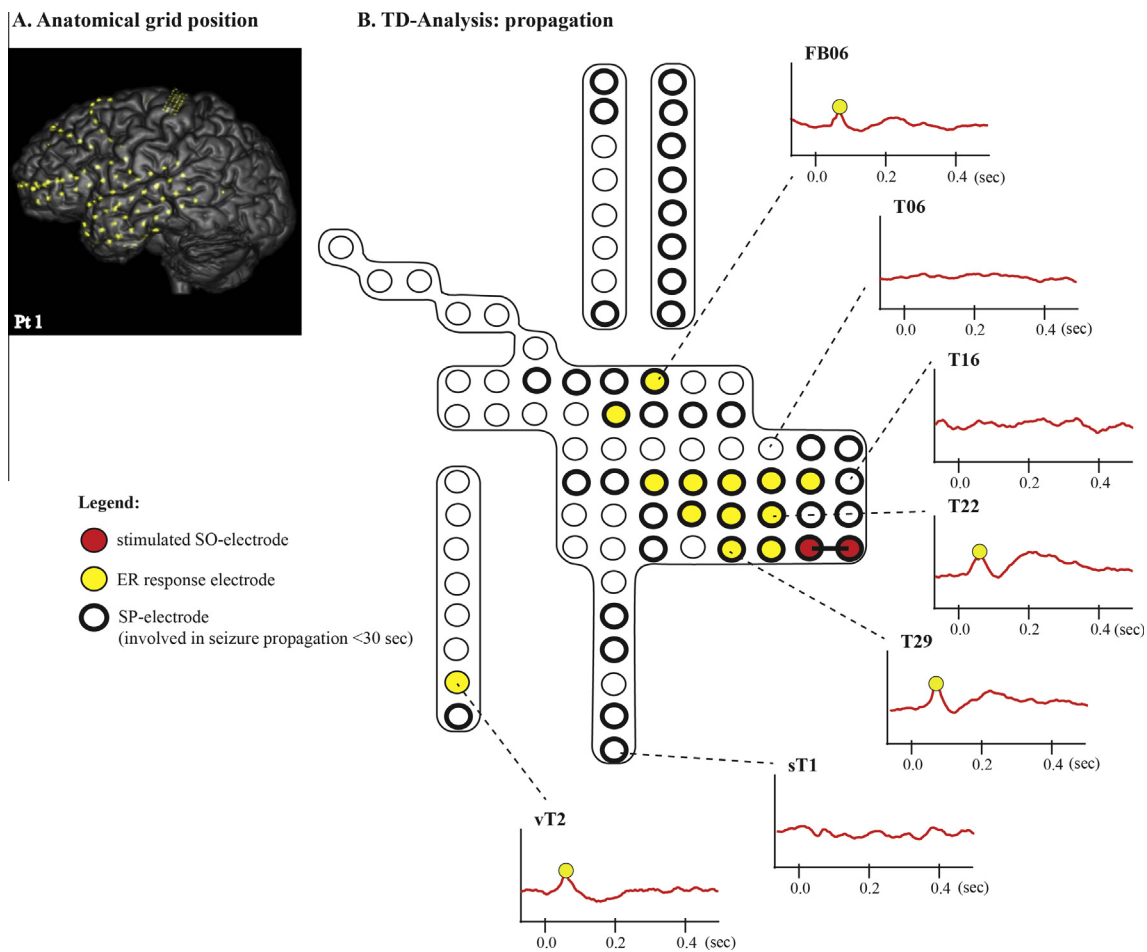 A. Anatomical grid position
B. TD-Analysis: propagation
Pt 1
FB06
0.0 0.2 0.4 (sec)
T06
0.0 0.2 0.4 (sec)
T16
0.0 0.2 0.4 (sec)
T22
0.0 0.2 0.4 (sec)
T29
0.0 0.2 0.4 (sec)
sT1
0.0 0.2 0.4 (sec)
vT2
0.0 0.2 0.4 (sec)
Legend:
stimulated SO-electrode
ER response electrode
SP-electrode
(involved in seizure propagation <30 sec)